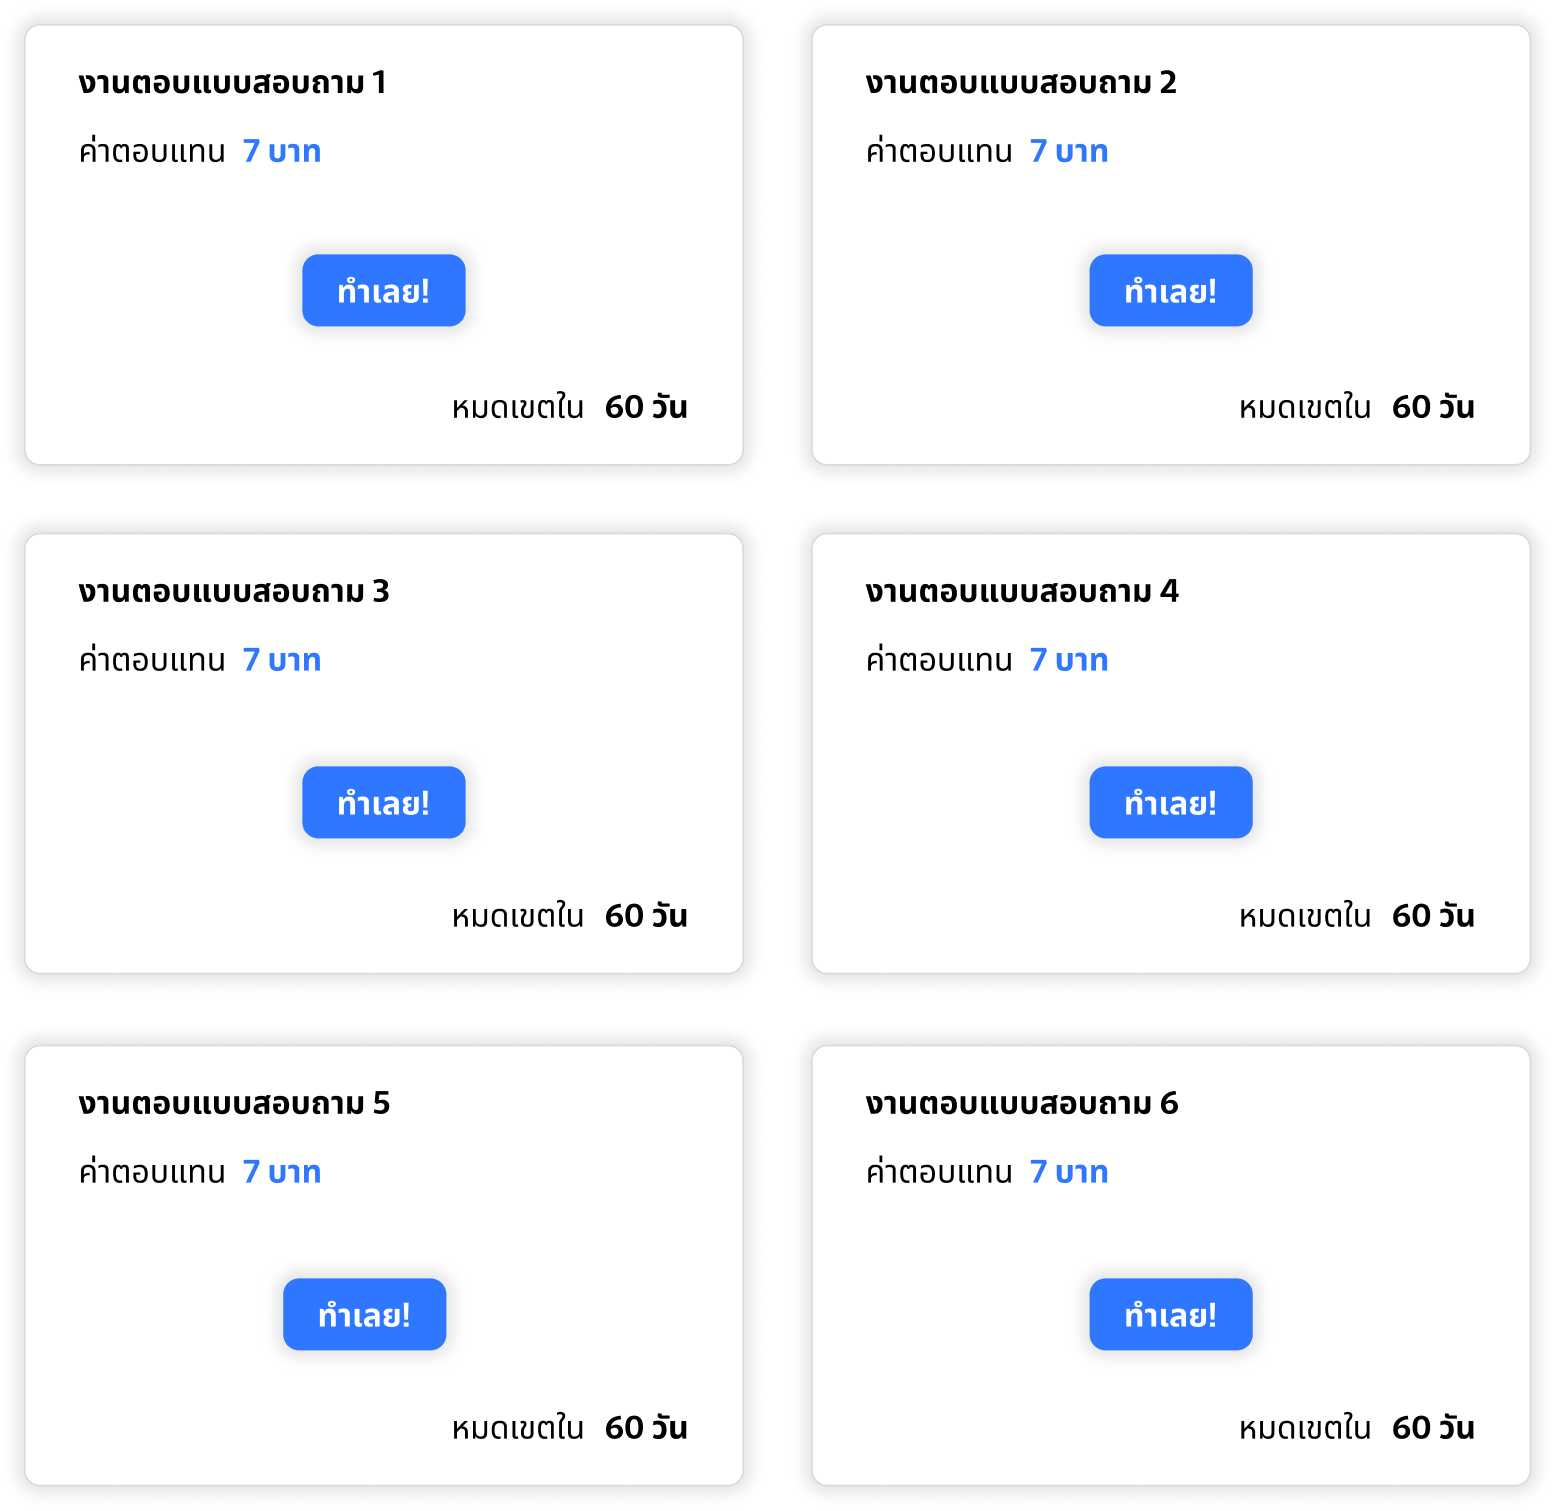 งานตอบแบบสอบถาม 1
ค่าตอบแทน 7 บาท
ทำเลย!
หมดเขตใน 60 วัน
งานตอบแบบสอบถาม 2
ค่าตอบแทน 7 บาท
ทำเลย!
หมดเขตใน 60 วัน
งานตอบแบบสอบถาม 3
ค่าตอบแทน 7 บาท
ทำเลย!
หมดเขตใน 60 วัน
งานตอบแบบสอบถาม 4
ค่าตอบแทน 7 บาท
ทำเลย!
หมดเขตใน 60 วัน
งานตอบแบบสอบถาม 5
ค่าตอบแทน 7 บาท
ทำเลย!
หมดเขตใน 60 วัน
งานตอบแบบสอบถาม 6
ค่าตอบแทน 7 บาท
ทำเลย!
หมดเขตใน 60 วัน